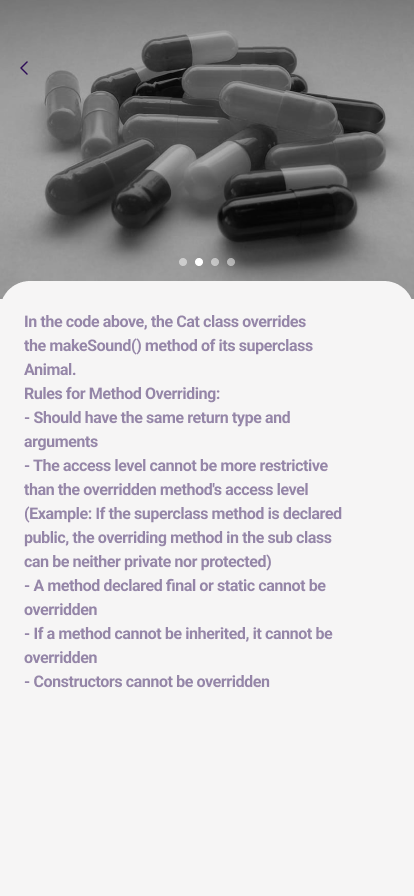 In the code above, the Cat class overrides
the makeSound() method of its superclass
Animal.
Rules for Method Overriding:
- Should have the same return type and
arguments
- The access level cannot be more restrictive
than the overridden method's access level
(Example: If the superclass method is declared
public, the overriding method in the sub class
can be neither private nor protected)
- A method declared final or static cannot be
overridden
- If a method cannot be inherited, it cannot be
overridden
- Constructors cannot be overridden